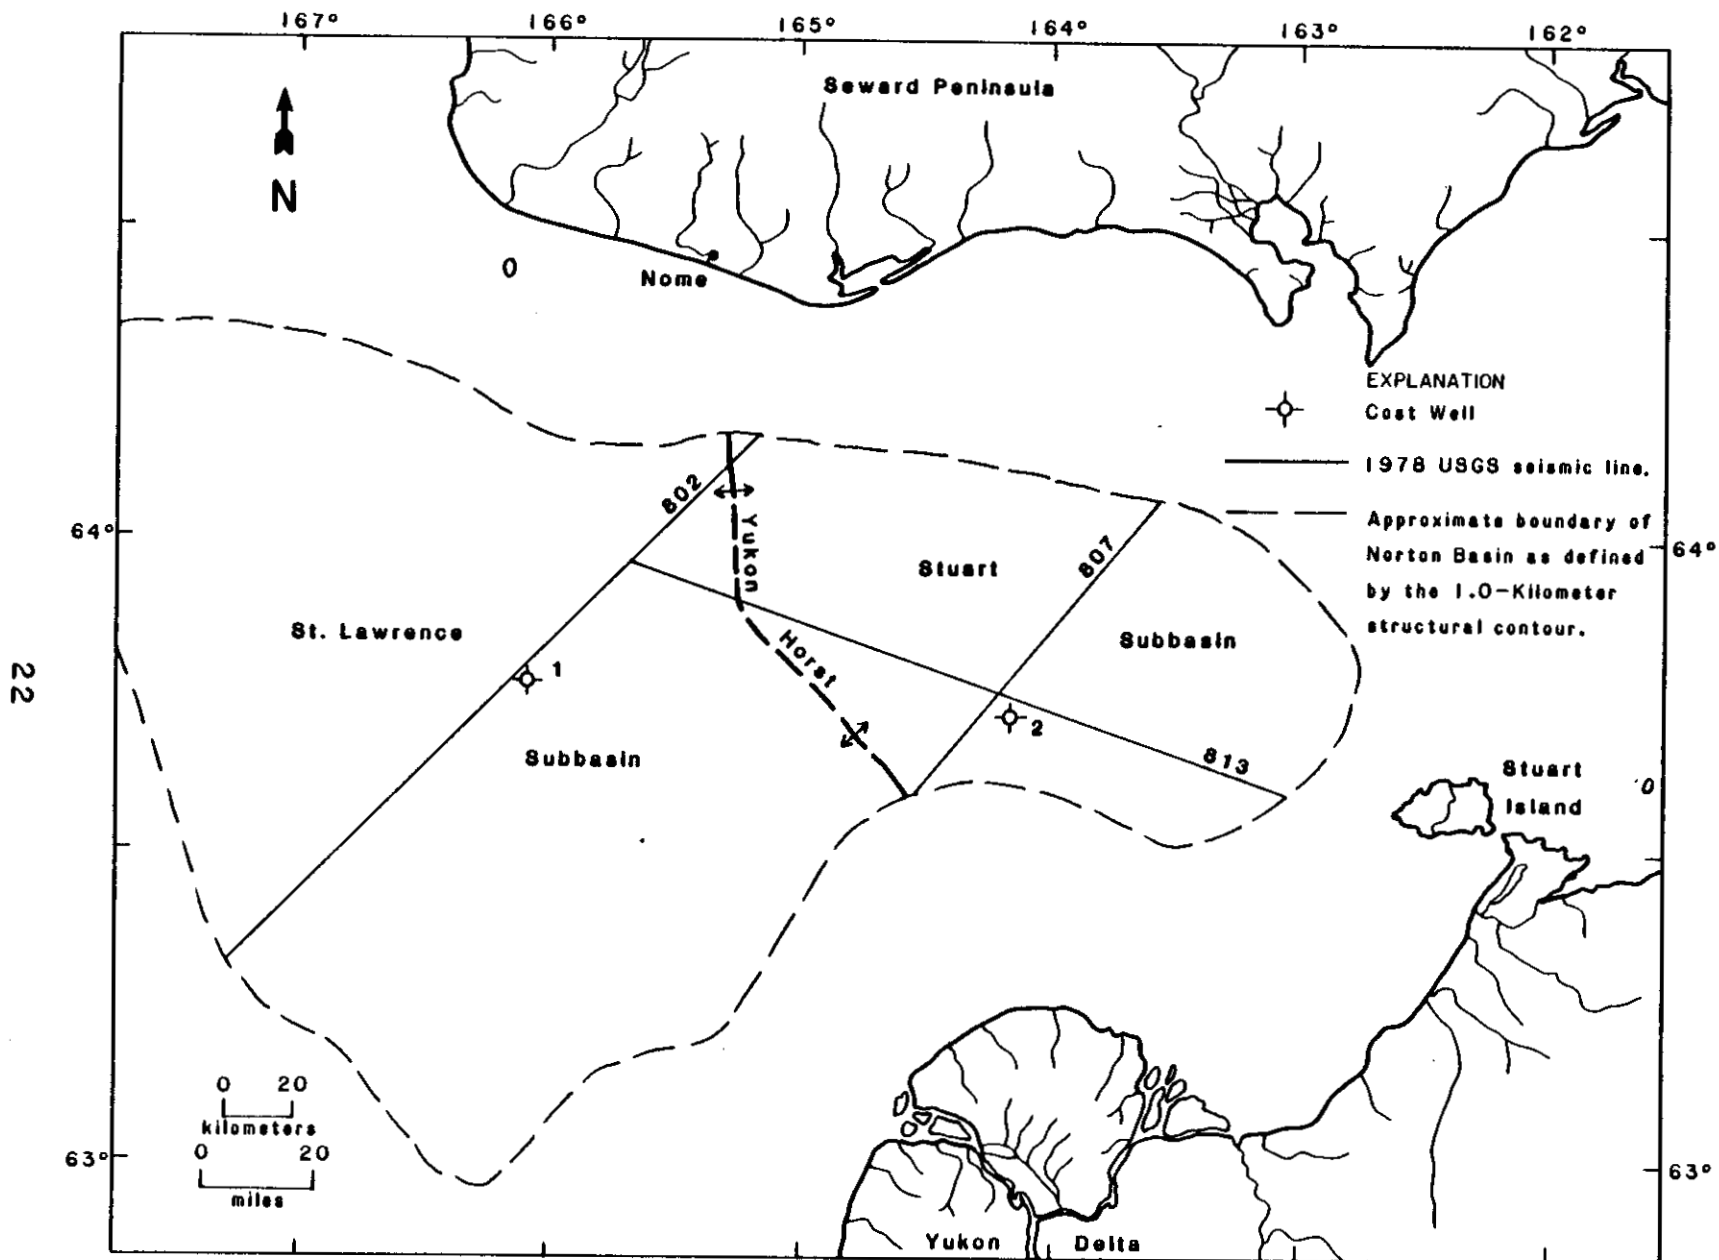 167° 166° 165° 164° 163° 162°
Seward Peninsula
N
Nome
EXPLANATION
Cost Well
1978 USGS seismic line.
Approximate boundary of
Norton Basin as defined
by the 1.0-Kilometer
structural contour.
802
Yukon
Horst
64°
64°
Stuart
807
Subbasin
St. Lawrence
1
Subbasin
2
813
Stuart
Island
22
0 20
kilometers
0 20
miles
63°
63°
Yukon Delta